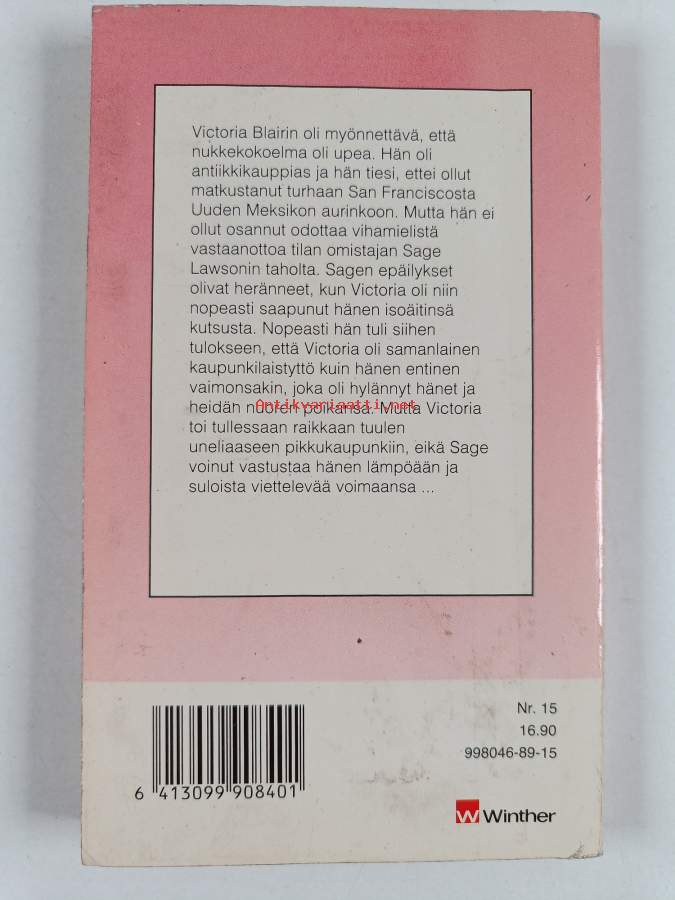 Victoria Blairin oli myönnettävä, että
nukkekokoelma oli upea. Hän oli
antiikkikauppias ja hän tiesi, ettei ollut
matkustanut turhaan San Franciscosta
Uuden Meksikon aurinkoon. Mutta hän ei
ollut osannut odottaa vihamielistä
vastaanottoa tilan omistajan Sage
Lawsonin taholta. Sagen epäilykset
olivat heränneet, kun Victoria oli niin
nopeasti saapunut hänen isoäitinsä
kutsusta. Nopeasti hän tuli siihen
tulokseen, että Victoria oli samanlainen
kaupunkilaistyttö kuin hänen entinen
vaimonsakin, joka oli hylännyt hänet ja
Antikvariaatti.net
heidän nuoren poikansa. Mutta Victoria
toi tullessaan raikkaan tuulen
uneliaaseen pikkukaupunkiin, eikä Sage
voinut vastustaa hänen lämpöään ja
suloista viettelevää voimaansa ...
Nr. 15
16.90
998046-89-15
6 413099 908401
W Winther